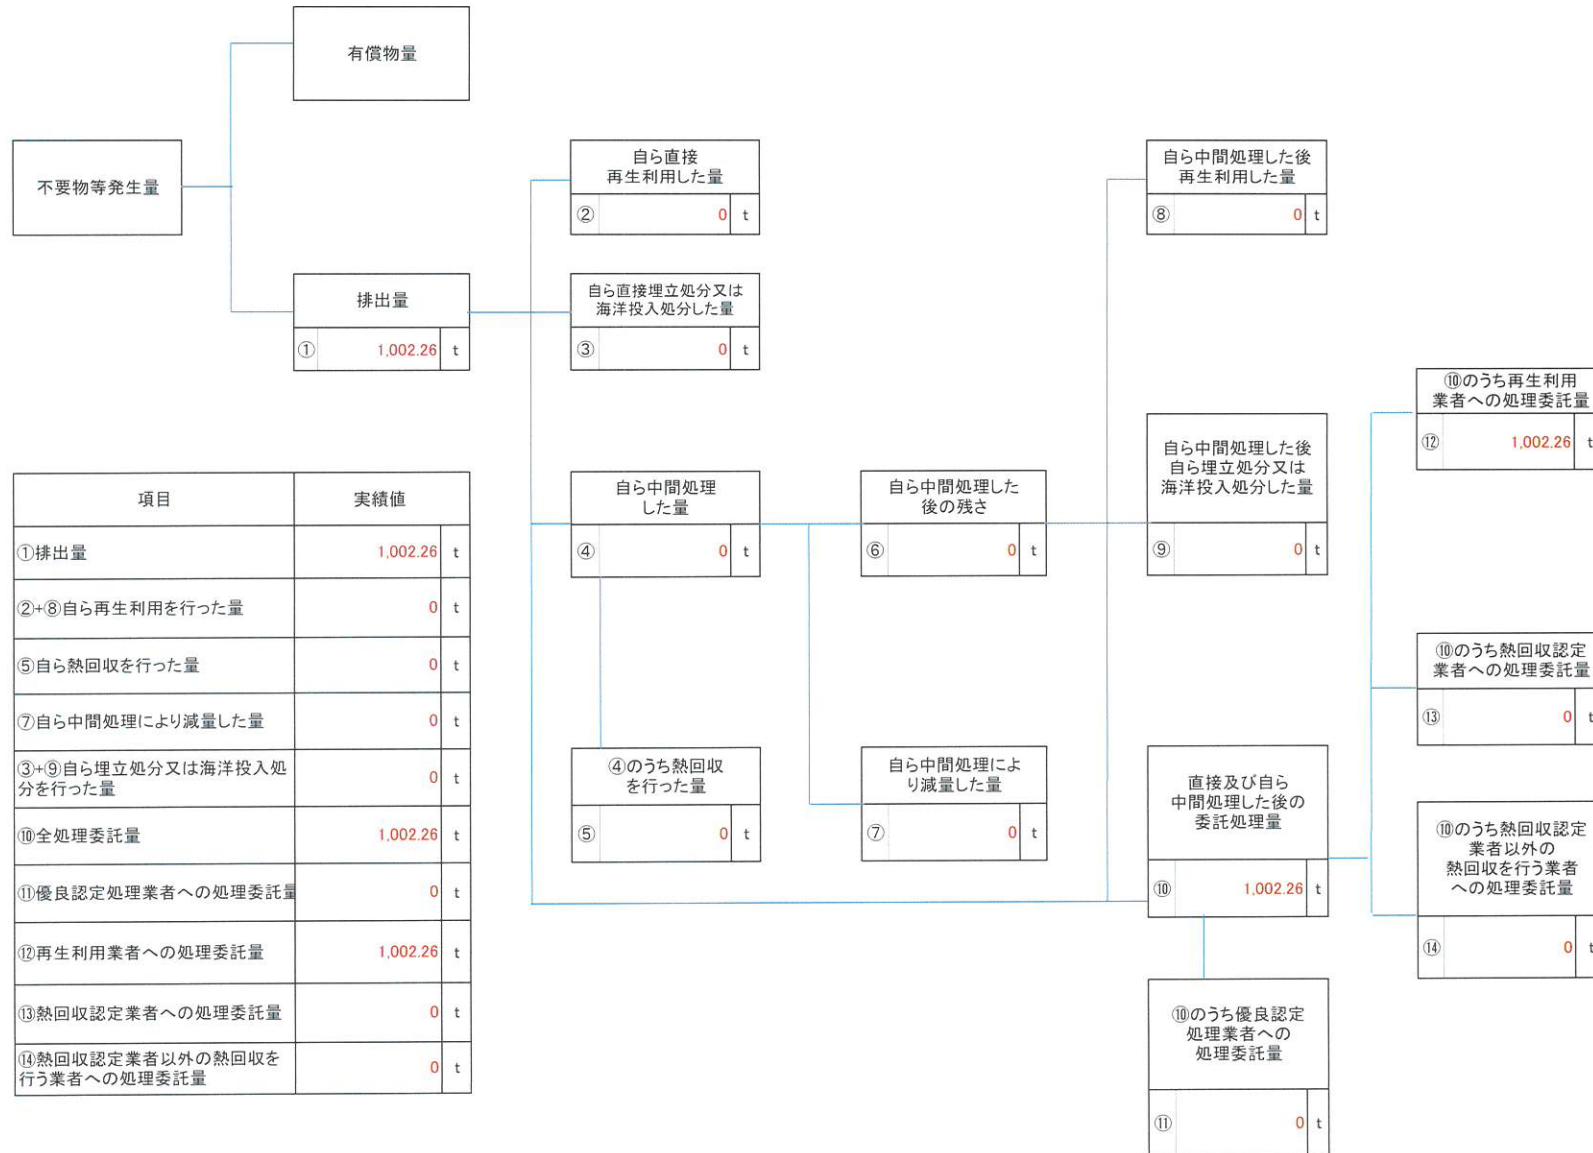 有償物量
不要物等発生量
排出量
① 1,002.26 t
自ら直接
再生利用した量
② 0 t
自ら直接埋立処分又は
海洋投入処分した量
③ 0 t
自ら中間処理
した量
④ 0 t
④のうち熱回収
を行った量
⑤ 0 t
自ら中間処理した
後の残さ
⑥ 0 t
自ら中間処理によ
り減量した量
⑦ 0 t
自ら中間処理した後
再生利用した量
⑧ 0 t
自ら中間処理した後
自ら埋立処分又は
海洋投入処分した量
⑨ 0 t
直接及び自ら
中間処理した後の
委託処理量
⑩ 1,002.26 t
⑩のうち優良認定
処理業者への
処理委託量
⑪ 0 t
⑩のうち再生利用
業者への処理委託量
⑫ 1,002.26 t
⑩のうち熱回収認定
業者への処理委託量
⑬ 0 t
⑩のうち熱回収認定
業者以外の
熱回収を行う業者
への処理委託量
⑭ 0 t
項目 実績値
①排出量 1,002.26 t
②+⑧自ら再生利用を行った量 0 t
⑤自ら熱回収を行った量 0 t
⑦自ら中間処理により減量した量 0 t
③+⑨自ら埋立処分又は海洋投入処
分を行った量 0 t
⑩全処理委託量 1,002.26 t
⑪優良認定処理業者への処理委託量 0 t
⑫再生利用業者への処理委託量 1,002.26 t
⑬熱回収認定業者への処理委託量 0 t
⑭熱回収認定業者以外の熱回収を
行う業者への処理委託量 0 t